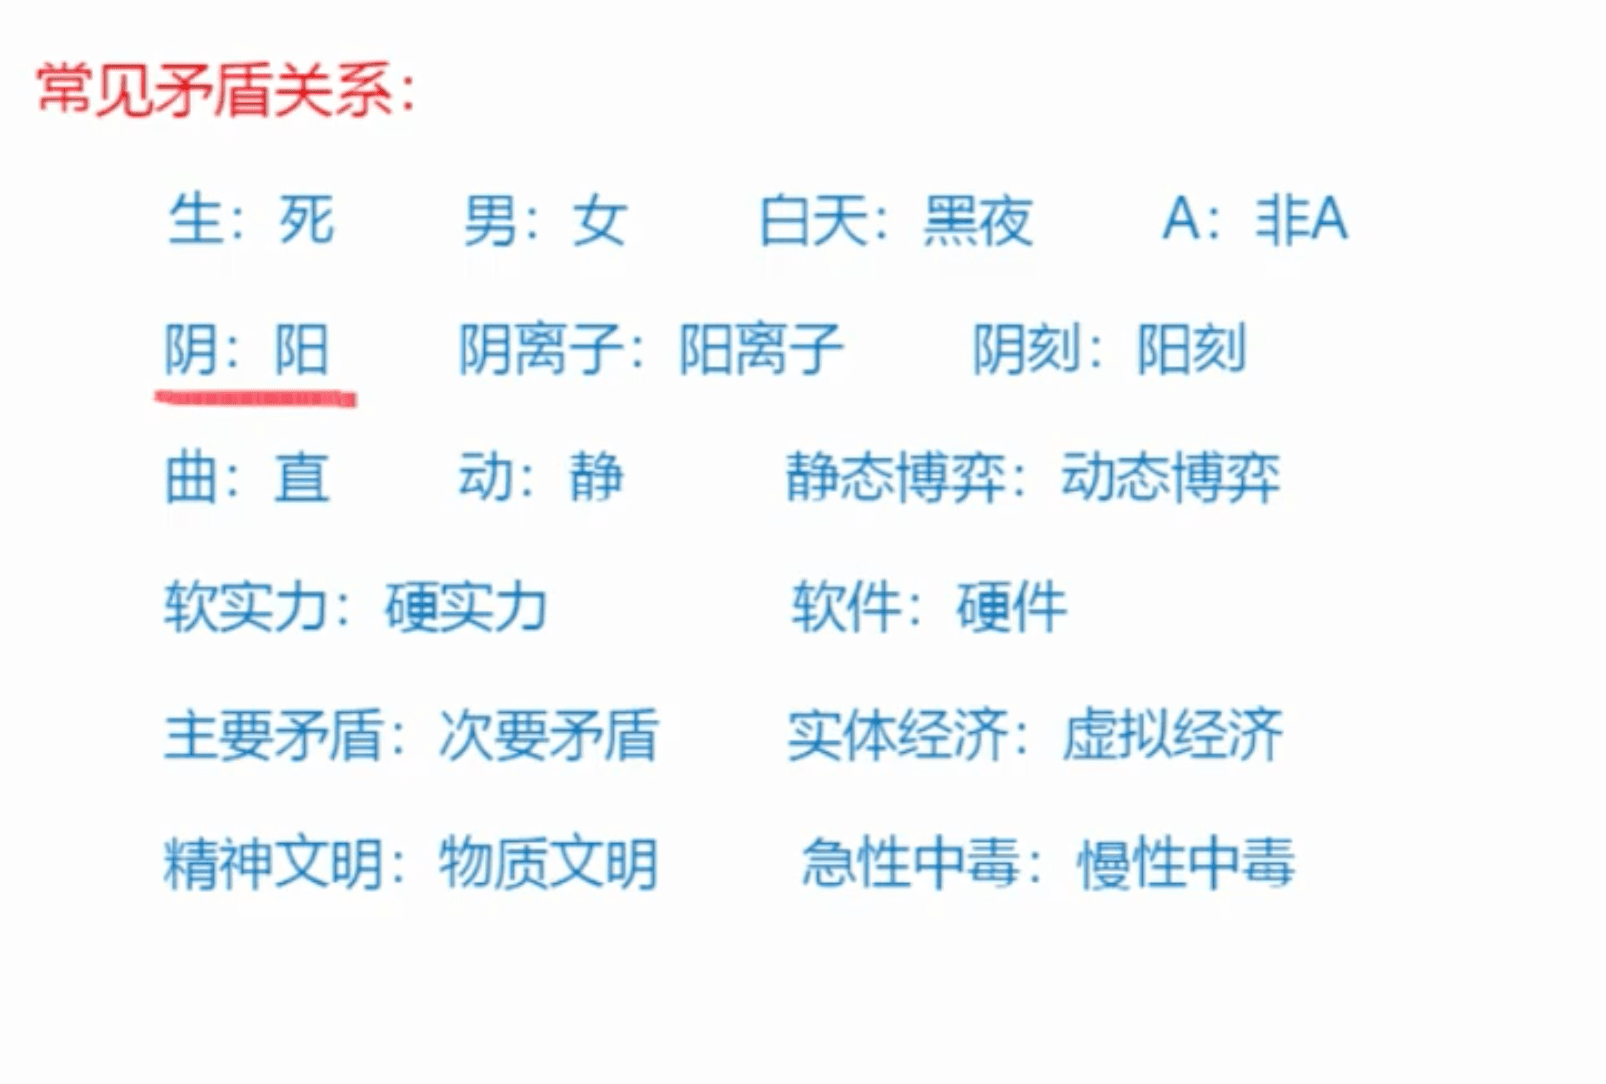 常见矛盾关系：
生：死 男：女 白天：黑夜 A：非A
阴：阳 阴离子：阳离子 阴刻：阳刻
曲：直 动：静 静态博弈：动态博弈
软实力：硬实力 软件：硬件
主要矛盾：次要矛盾 实体经济：虚拟经济
精神文明：物质文明 急性中毒：慢性中毒